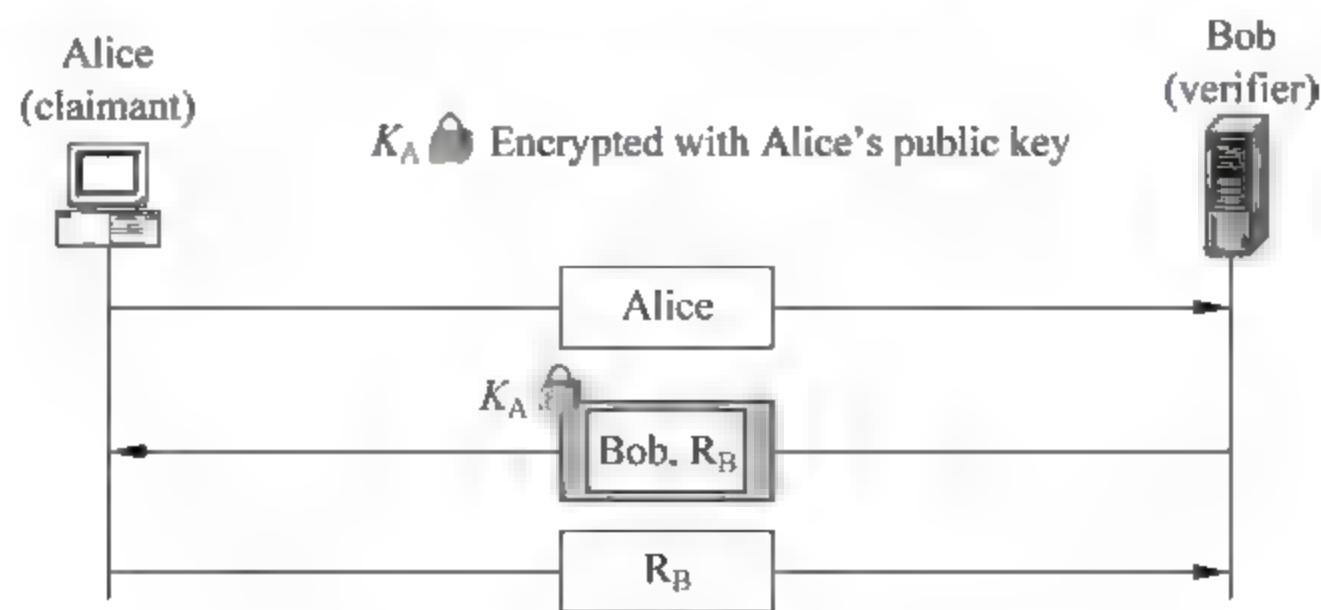 Alice
(claimant)
Bob
(verifier)
K_A Encrypted with Alice's public key
Alice
K_A
Bob, R_B
R_B